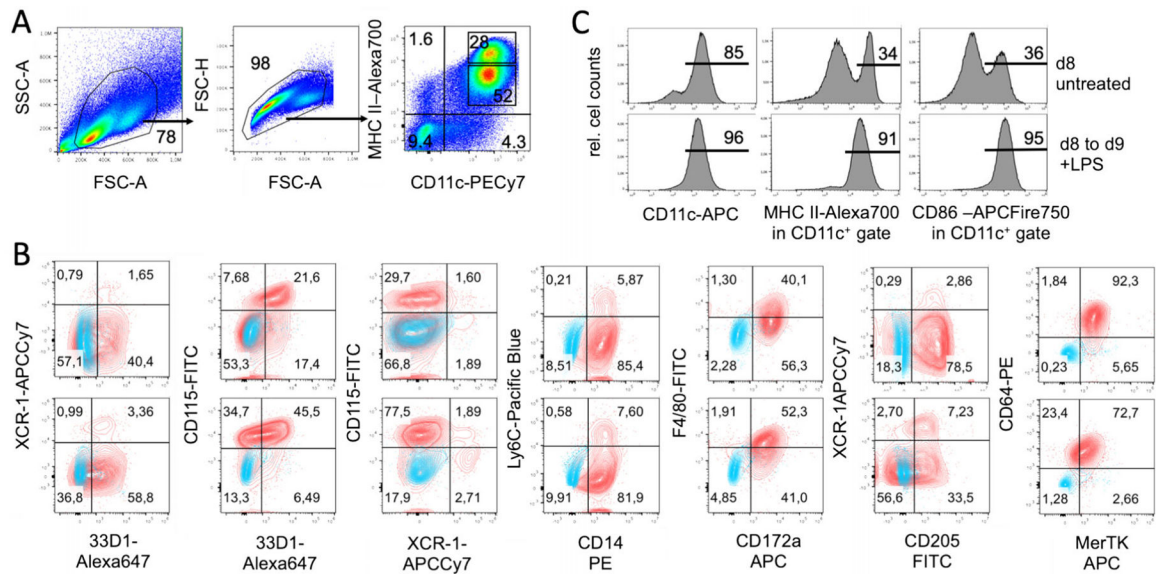 A
SSC-A
78
FSC-A
FSC-H
98
FSC-A
MHC II–Alexa700
1.6
28
52
9.4
4.3
CD11c-PECy7
C
rel. cel counts
85
34
36
d8
untreated
96
91
95
d8 to d9
+LPS
CD11c-APC
MHC II-Alexa700
in CD11c⁺ gate
CD86 –APCFire750
in CD11c⁺ gate
B
XCR-1-APCCy7
0,79 1,65
57,1 40,4
0,99 3,36
36,8 58,8
33D1-
Alexa647
CD115-FITC
7,68 21,6
53,3 17,4
34,7 45,5
13,3 6,49
33D1-
Alexa647
CD115-FITC
29,7 1,60
66,8 1,89
77,5 1,89
17,9 2,71
XCR-1-
APCCy7
Ly6C-Pacific Blue
0,21 5,87
8,51 85,4
0,58 7,60
9,91 81,9
CD14
PE
F4/80-FITC
1,30 40,1
2,28 56,3
1,91 52,3
4,85 41,0
CD172a
APC
XCR-1APCCy7
0,29 2,86
18,3 78,5
2,70 7,23
56,6 33,5
CD205
FITC
CD64-PE
1,84 92,3
0,23 5,65
23,4 72,7
1,28 2,66
MerTK
APC